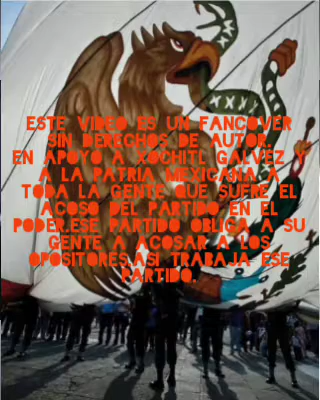 ESTE VIDEO ES UN FANCOVER
SIN DERECHOS DE AUTOR.
EN APOYO A XOCHITL GALVEZ Y
A LA PATRIA MEXICANA,A
TODA LA GENTE QUE SUFRE EL
ACOSO DEL PARTIDO EN EL
PODER.ESE PARTIDO OBLIGA A SU
GENTE A ACOSAR A LOS
OPOSITORES.ASI TRABAJA ESE
PARTIDO.